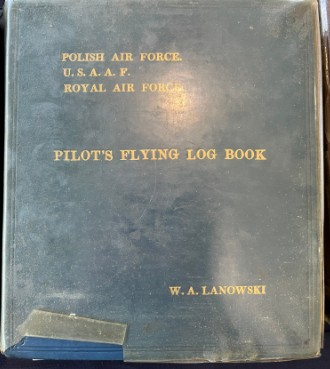 POLISH AIR FORCE.
U. S. A. A. F.
ROYAL AIR FORCE.
PILOT'S FLYING LOG BOOK
W. A. LANOWSKI